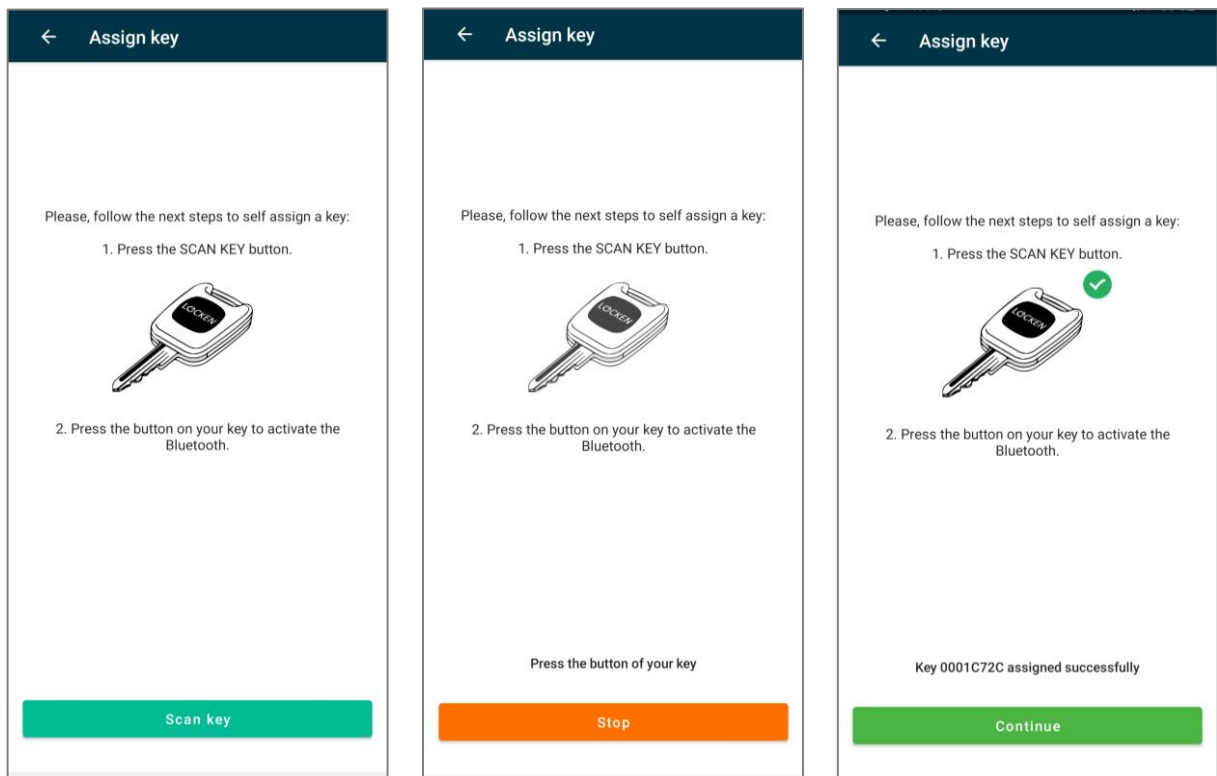 Assign key
Please, follow the next steps to self assign a key:
1. Press the SCAN KEY button.
LOCKEN
2. Press the button on your key to activate the
Bluetooth.
Scan key
Assign key
Please, follow the next steps to self assign a key:
1. Press the SCAN KEY button.
LOCKEN
2. Press the button on your key to activate the
Bluetooth.
Press the button of your key
Stop
Assign key
Please, follow the next steps to self assign a key:
1. Press the SCAN KEY button.
LOCKEN
2. Press the button on your key to activate the
Bluetooth.
Key 0001C72C assigned successfully
Continue